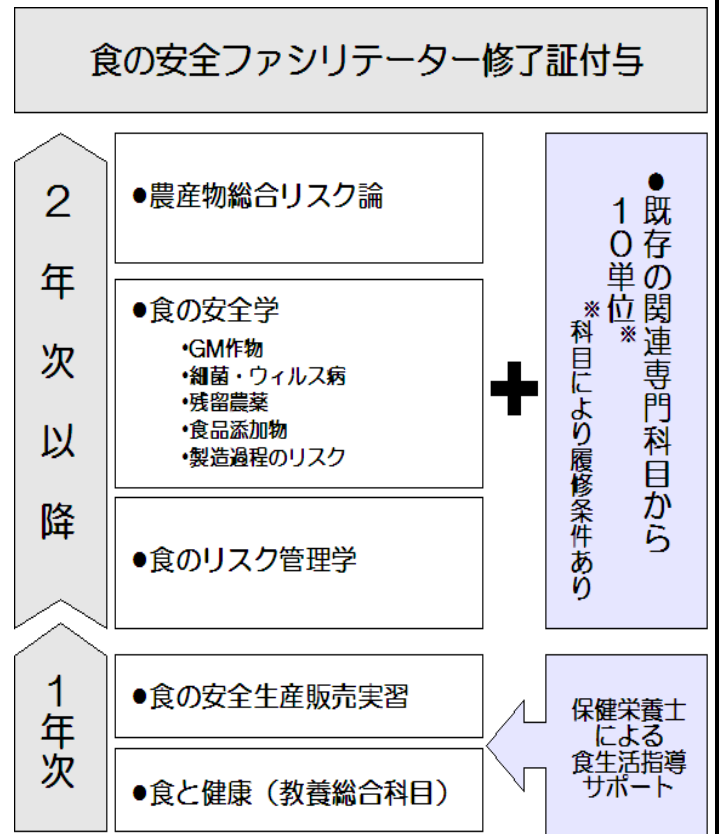 食の安全ファシリテーター修了証付与
2年次以降
●農産物総合リスク論
●食の安全学
•GM作物
•細菌・ウィルス病
•残留農薬
•食品添加物
•製造過程のリスク
●食のリスク管理学
●既存の関連専門科目から
10単位※
※科目により履修条件あり
1年次
●食の安全生産販売実習
●食と健康（教養総合科目）
保健栄養士
による
食生活指導
サポート